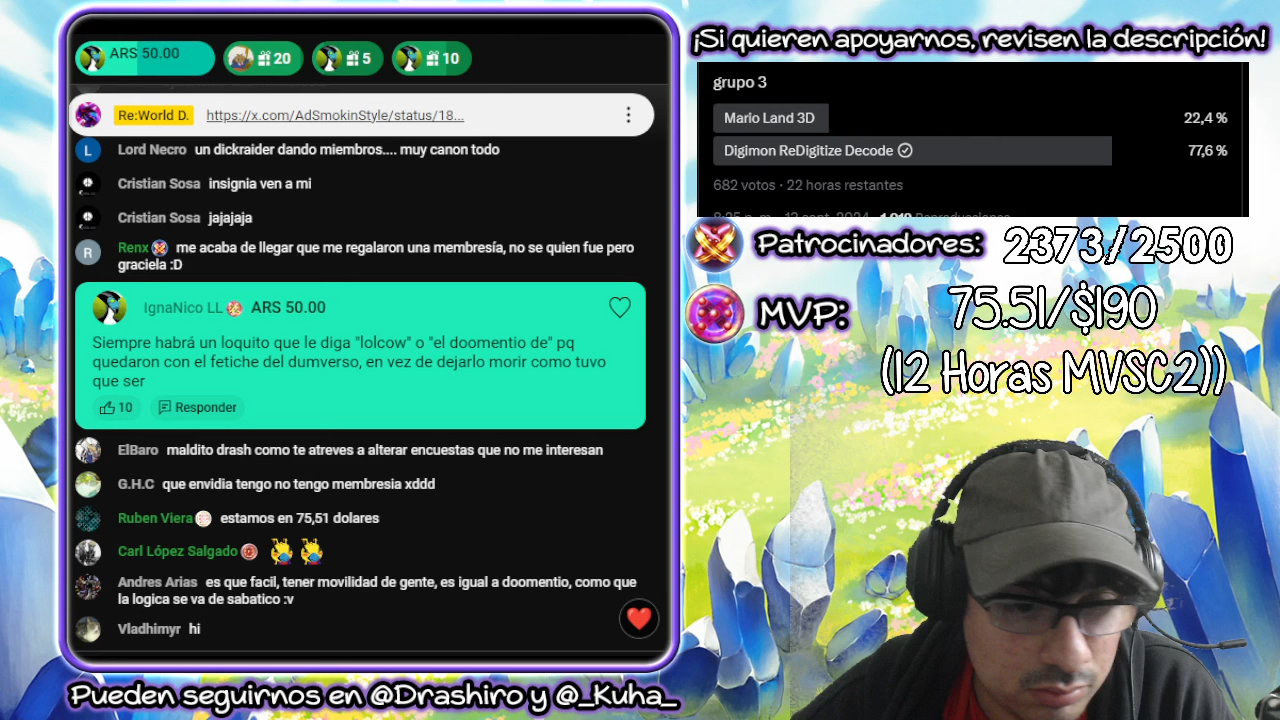 ¡Si quieren apoyarnos, revisen la descripción!
ARS 50.00
20
5
10
Re:World D. https://x.com/AdSmokinStyle/status/18...
L Lord Necro un dickraider dando miembros.... muy canon todo
Cristian Sosa insignia ven a mi
Cristian Sosa jajajaja
R Renx me acaba de llegar que me regalaron una membresía, no se quien fue pero
graciela :D
IgnaNico LL ARS 50.00
Siempre habrá un loquito que le diga "lolcow" o "el doomentio de" pq
quedaron con el fetiche del dumverso, en vez de dejarlo morir como tuvo
que ser
10 Responder
ElBaro maldito drash como te atreves a alterar encuestas que no me interesan
G.H.C que envidia tengo no tengo membresia xddd
Ruben Viera estamos en 75,51 dolares
Carl López Salgado
Andres Arias es que facil, tener movilidad de gente, es igual a doomentio, como que
la logica se va de sabatico :v
Vladhimyr hi
Pueden seguirnos en @Drashiro y @_Kuha_
grupo 3
Mario Land 3D 22,4 %
Digimon ReDigitize Decode 77,6 %
682 votos · 22 horas restantes
Patrocinadores: 2373/2500
MVP: 75.51/$190
(12 Horas MVSC2))